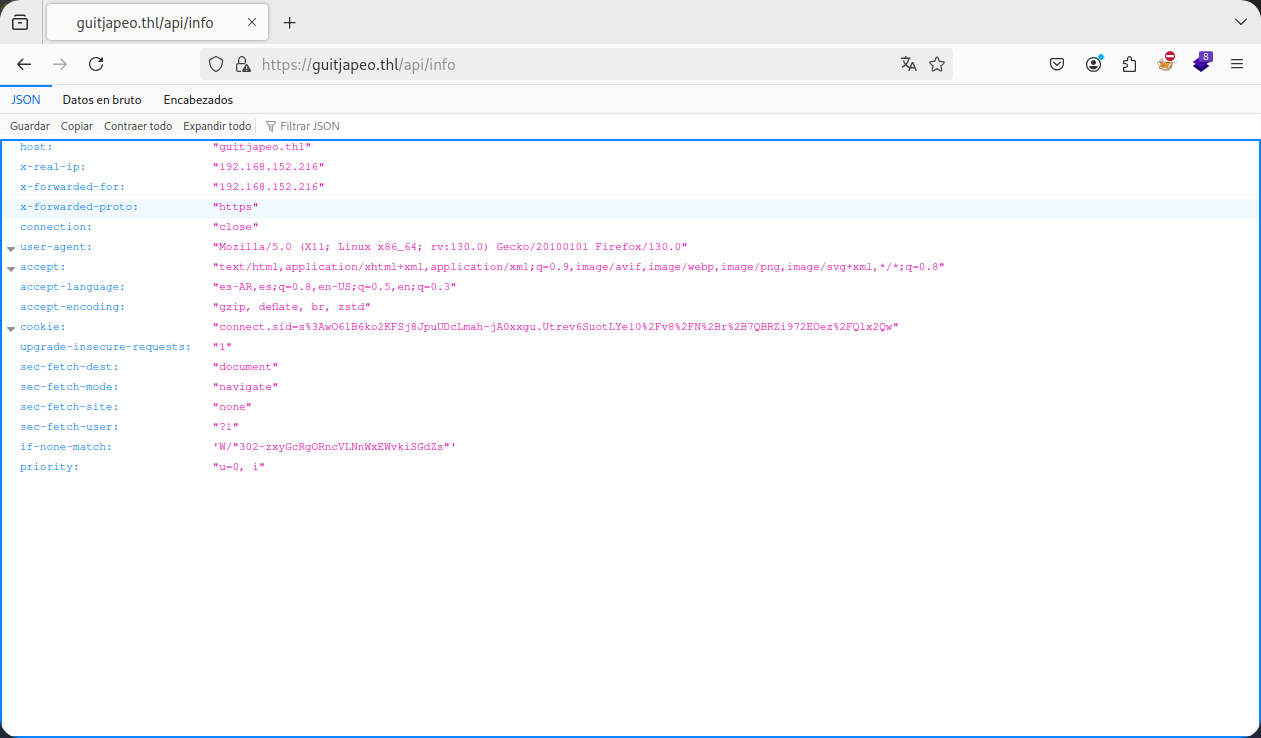 guitjapeo.thl/api/info
https://guitjapeo.thl/api/info
8
JSON Datos en bruto Encabezados
Guardar Copiar Contraer todo Expandir todo Filtrar JSON
host: "guitjapeo.thl"
x-real-ip: "192.168.152.216"
x-forwarded-for: "192.168.152.216"
x-forwarded-proto: "https"
connection: "close"
user-agent: "Mozilla/5.0 (X11; Linux x86_64; rv:130.0) Gecko/20100101 Firefox/130.0"
accept: "text/html,application/xhtml+xml,application/xml;q=0.9,image/avif,image/webp,image/png,image/svg+xml,*/*;q=0.8"
accept-language: "es-AR,es;q=0.8,en-US;q=0.5,en;q=0.3"
accept-encoding: "gzip, deflate, br, zstd"
cookie: "connect.sid=s%3AwO6lB6ko2KFSj8JpuUDcLmah-jA0xxgu.Utrev6SuotLYe10%2Fv8%2FN%2Br%2B7QBRZi972EOez%2FQlx2Qw"
upgrade-insecure-requests: "1"
sec-fetch-dest: "document"
sec-fetch-mode: "navigate"
sec-fetch-site: "none"
sec-fetch-user: "?1"
if-none-match: 'W/"302-zxyGcRgORncVLNnWxEWvkiSGdZs"'
priority: "u=0, i"